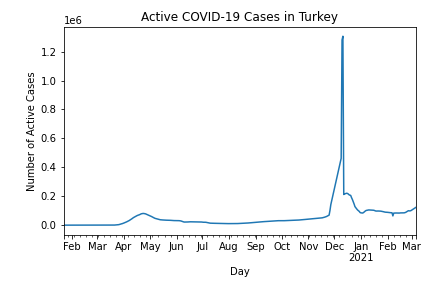 Active COVID-19 Cases in Turkey
1e6
1.2
1.0
0.8
0.6
0.4
0.2
0.0
Number of Active Cases
Feb Mar Apr May Jun Jul Aug Sep Oct Nov Dec Jan Feb Mar
2021
Day